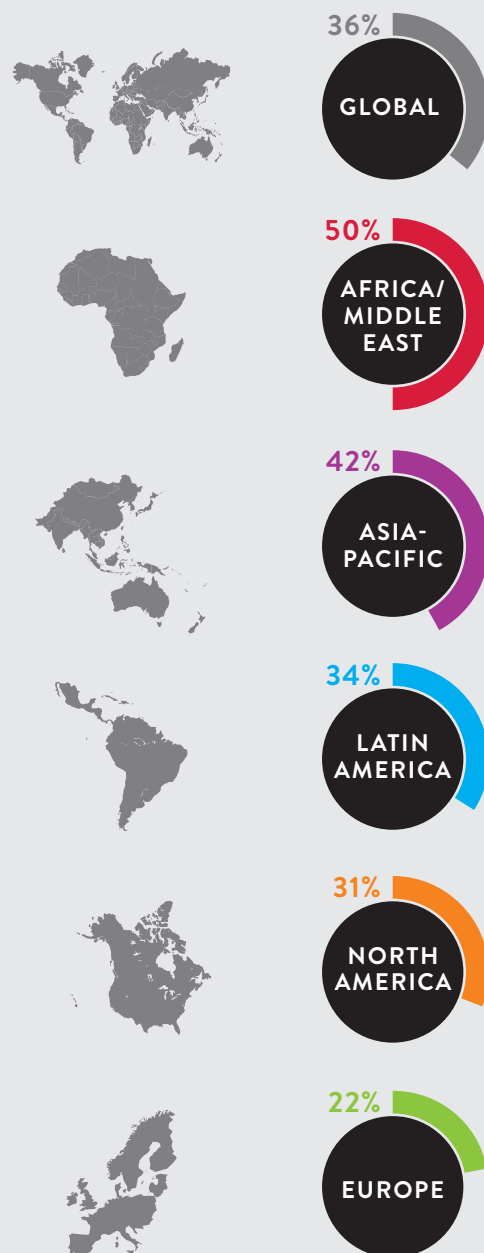 36%
GLOBAL
50%
AFRICA/
MIDDLE
EAST
42%
ASIA-
PACIFIC
34%
LATIN
AMERICA
31%
NORTH
AMERICA
22%
EUROPE